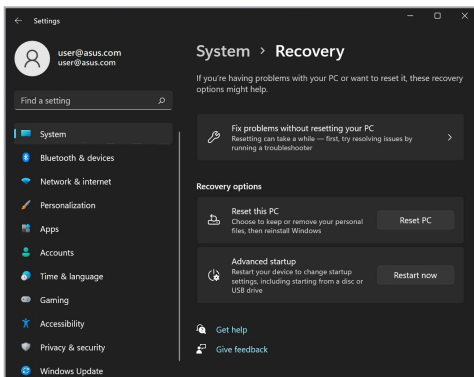 Settings
user@asus.com
user@asus.com
Find a setting
System
Bluetooth & devices
Network & internet
Personalization
Apps
Accounts
Time & language
Gaming
Accessibility
Privacy & security
Windows Update
System > Recovery
If you're having problems with your PC or want to reset it, these recovery
options might help.
Fix problems without resetting your PC
Resetting can take a while — first, try resolving issues by
running a troubleshooter
Recovery options
Reset this PC
Choose to keep or remove your personal
files, then reinstall Windows
Reset PC
Advanced startup
Restart your device to change startup
settings, including starting from a disc or
USB drive
Restart now
Get help
Give feedback